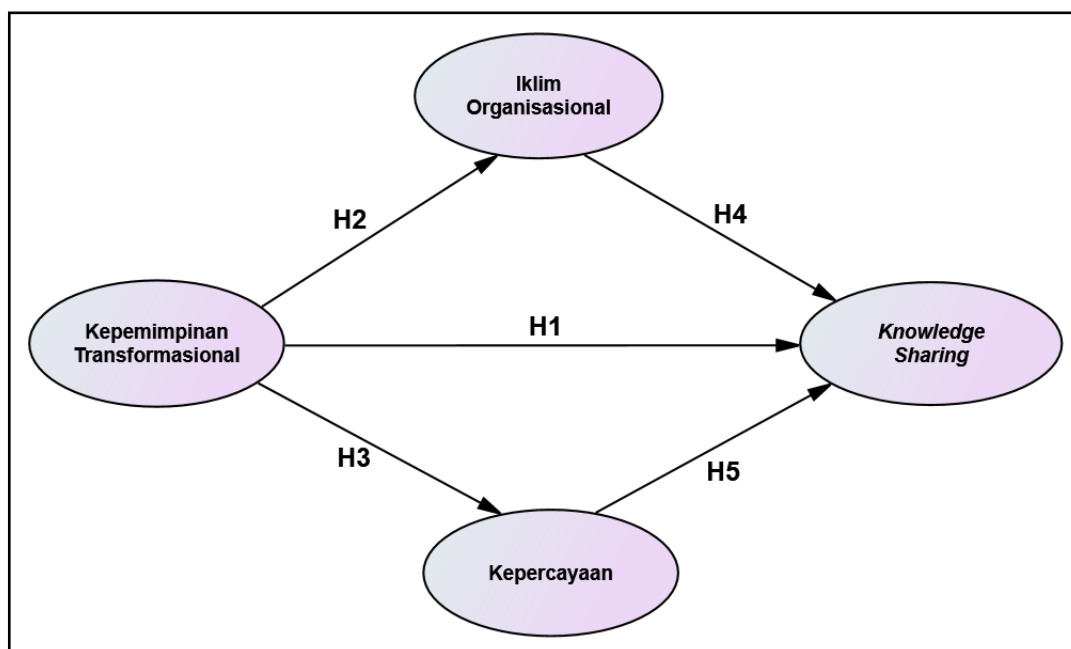 Iklim
Organisasional
H2
H4
Kepemimpinan
Transformasional
H1
Knowledge
Sharing
H3
H5
Kepercayaan